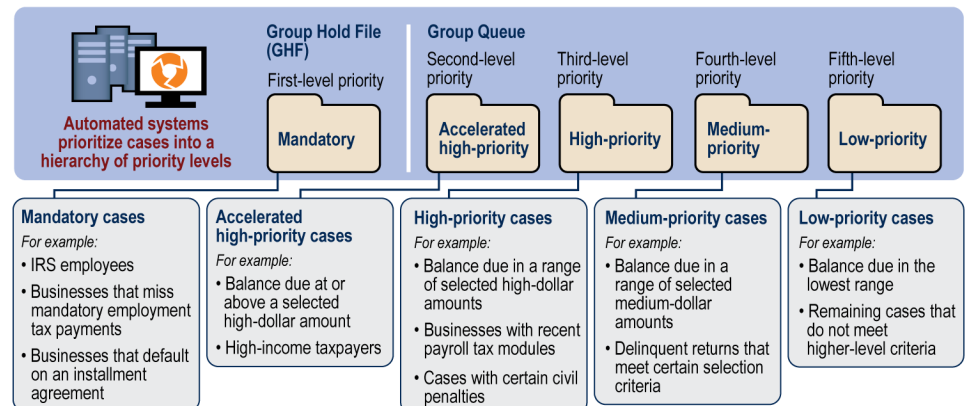 Automated systems
prioritize cases into a
hierarchy of priority levels
Group Hold File
(GHF)
First-level priority
Mandatory
Group Queue
Second-level
priority
Accelerated
high-priority
Third-level
priority
High-priority
Fourth-level
priority
Medium-
priority
Fifth-level
priority
Low-priority
Mandatory cases
For example:
• IRS employees
• Businesses that miss
mandatory employment
tax payments
• Businesses that default
on an installment
agreement
Accelerated
high-priority cases
For example:
• Balance due at or
above a selected
high-dollar amount
• High-income taxpayers
High-priority cases
For example:
• Balance due in a range
of selected high-dollar
amounts
• Businesses with recent
payroll tax modules
• Cases with certain civil
penalties
Medium-priority cases
For example:
• Balance due in a
range of selected
medium-dollar
amounts
• Delinquent returns that
meet certain selection
criteria
Low-priority cases
For example:
• Balance due in the
lowest range
• Remaining cases that
do not meet
higher-level criteria